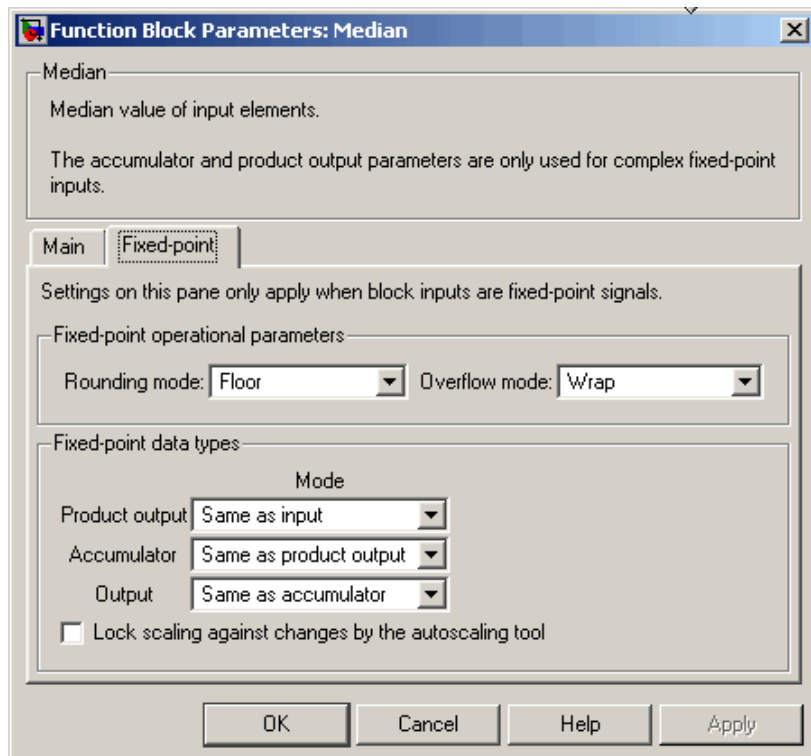 Function Block Parameters: Median
Median
Median value of input elements.
The accumulator and product output parameters are only used for complex fixed-point
inputs.
Main Fixed-point
Settings on this pane only apply when block inputs are fixed-point signals.
Fixed-point operational parameters
Rounding mode: Floor Overflow mode: Wrap
Fixed-point data types
Mode
Product output Same as input
Accumulator Same as product output
Output Same as accumulator
Lock scaling against changes by the autoscaling tool
OK Cancel Help Apply